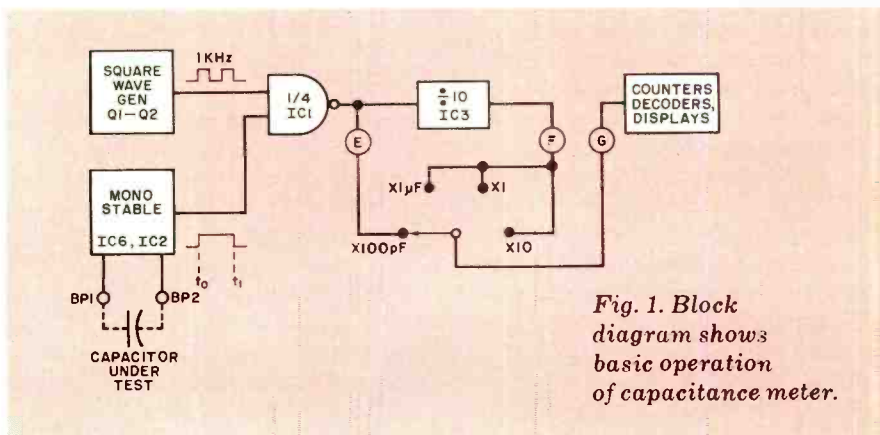 SQUARE
WAVE
GEN
Q1–Q2
1KHz
1/4
IC1
÷10
IC3
COUNTERS
DECODERS,
DISPLAYS
E
F
G
MONO
STABLE
IC6, IC2
t₀ t₁
BP1 BP2
CAPACITOR
UNDER
TEST
X1µF X1
X100pF X10
Fig. 1. Block
diagram shows
basic operation
of capacitance meter.